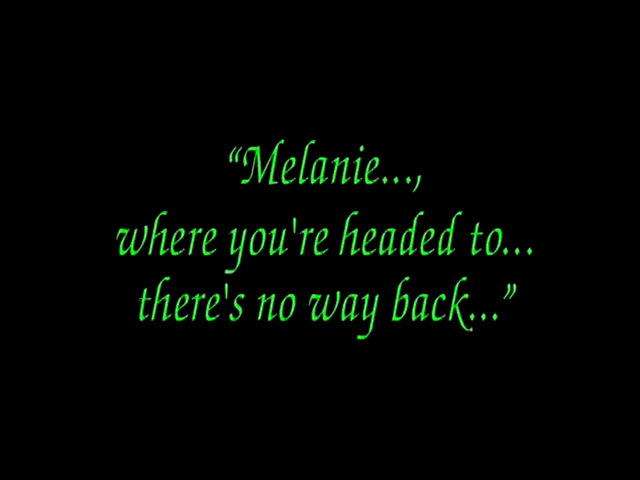 “Melanie...,
where you're headed to...
there's no way back...”